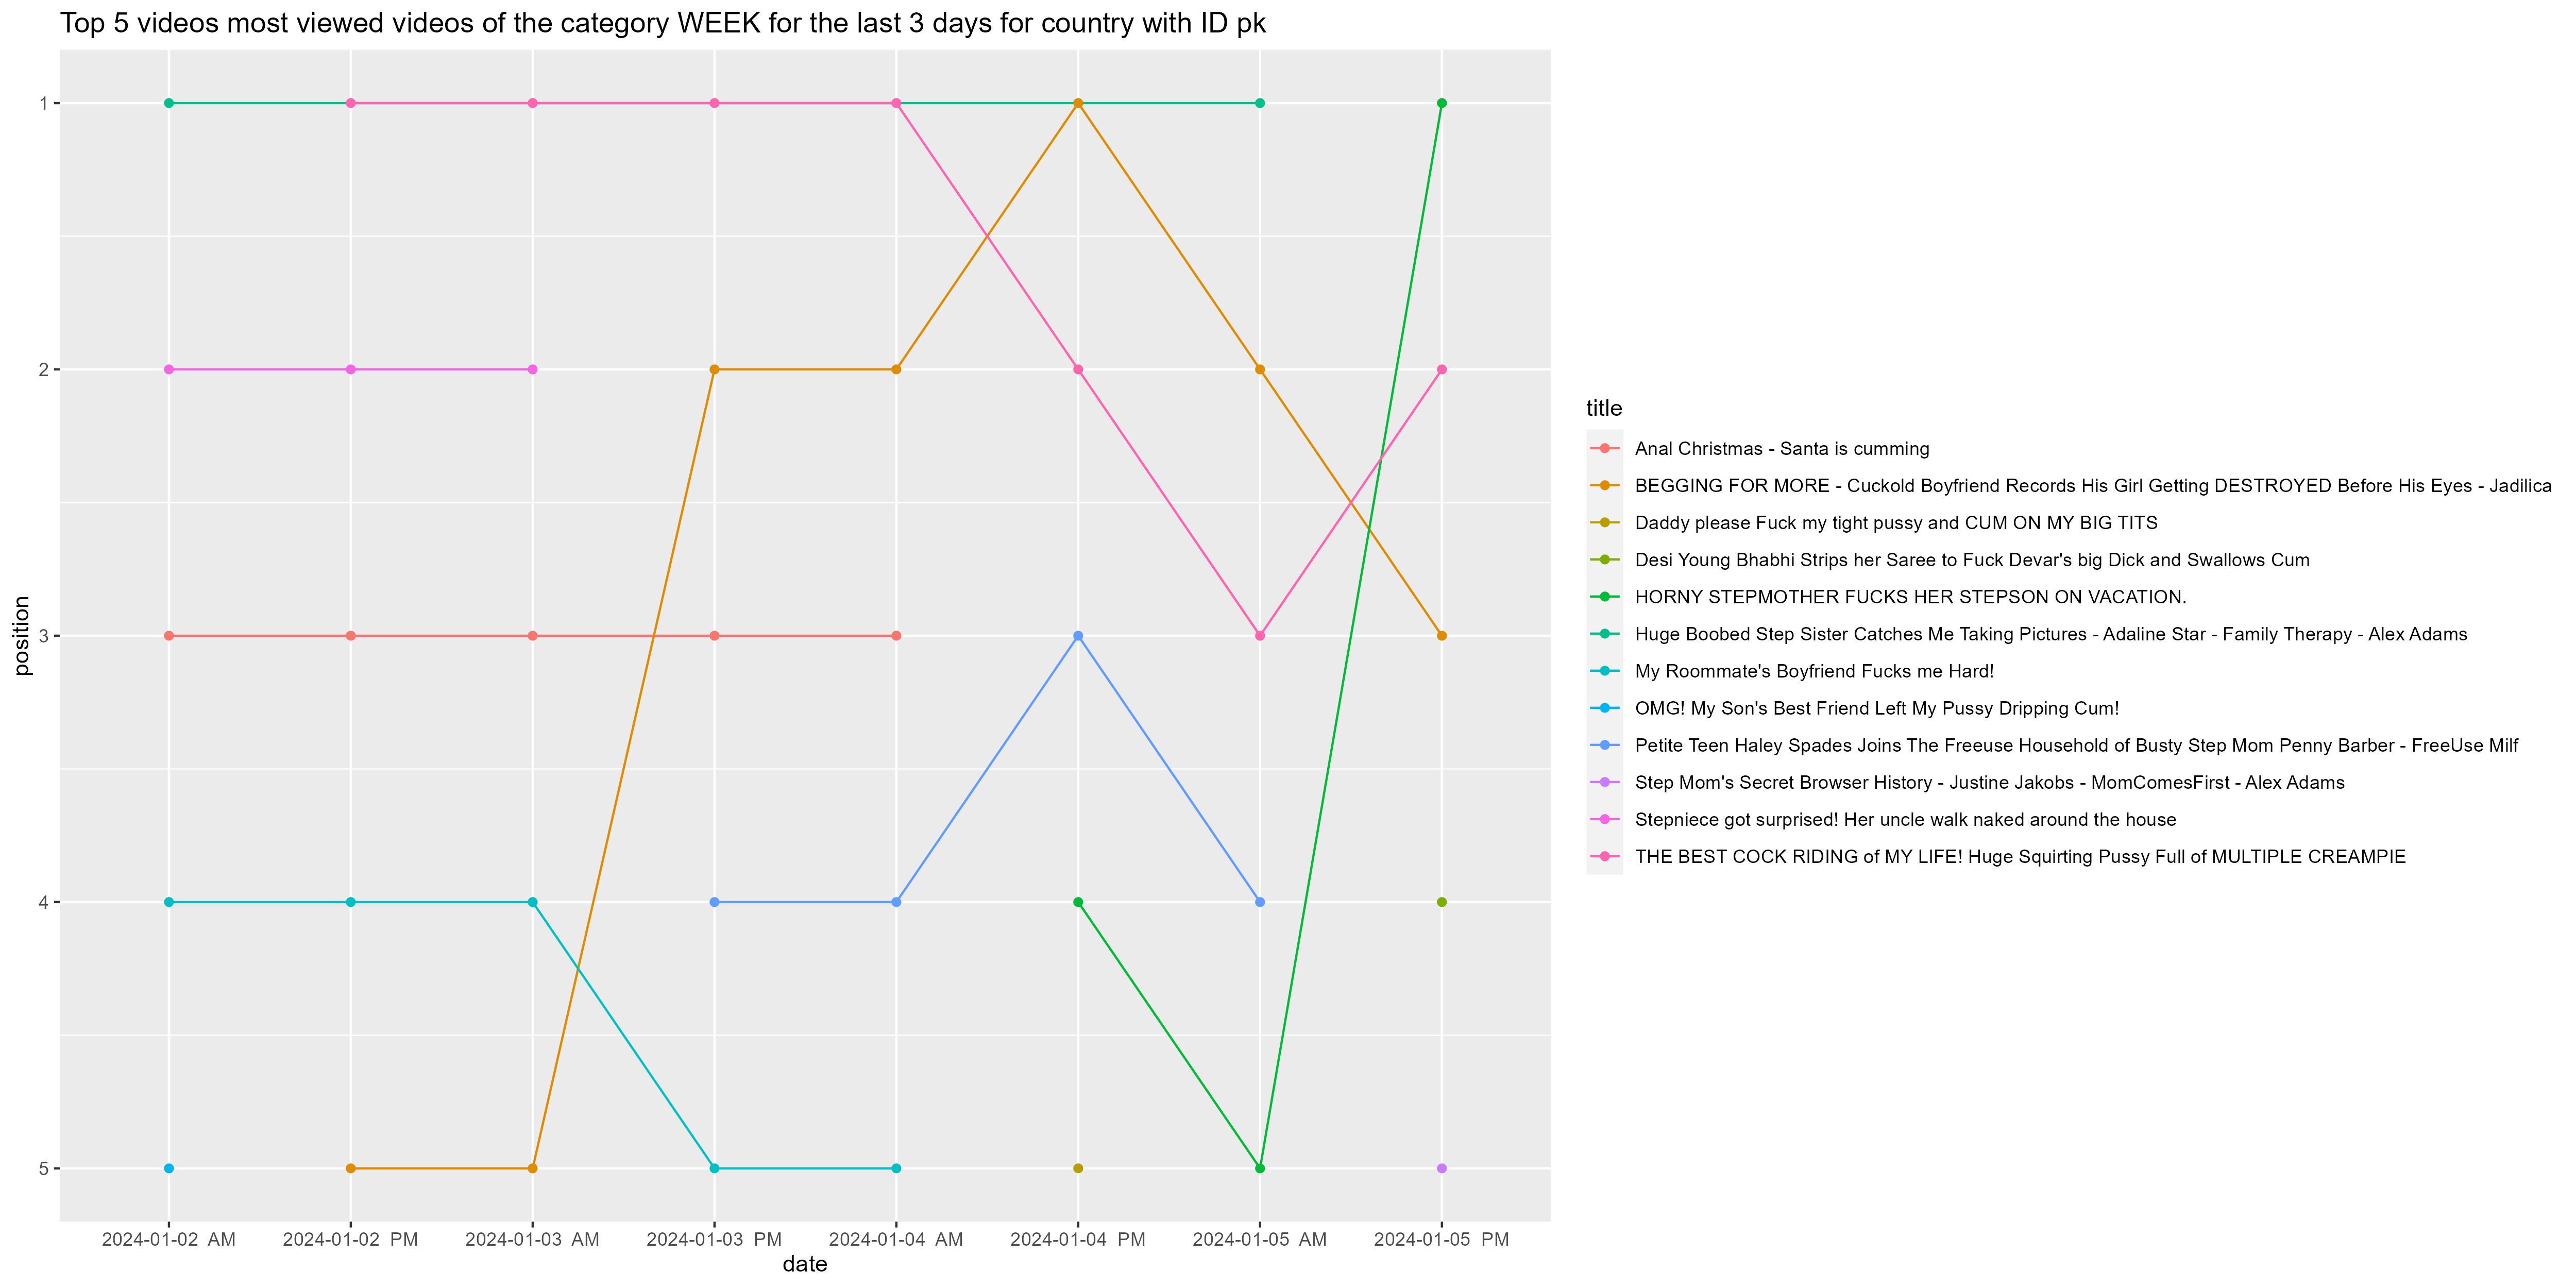 Top 5 videos most viewed videos of the category WEEK for the last 3 days for country with ID pk
position
1
2
3
4
5
2024-01-02 AM
2024-01-02 PM
2024-01-03 AM
2024-01-03 PM
2024-01-04 AM
2024-01-04 PM
2024-01-05 AM
2024-01-05 PM
date
title
Anal Christmas - Santa is cumming
BEGGING FOR MORE - Cuckold Boyfriend Records His Girl Getting DESTROYED Before His Eyes - Jadilica
Daddy please Fuck my tight pussy and CUM ON MY BIG TITS
Desi Young Bhabhi Strips her Saree to Fuck Devar's big Dick and Swallows Cum
HORNY STEPMOTHER FUCKS HER STEPSON ON VACATION.
Huge Boobed Step Sister Catches Me Taking Pictures - Adaline Star - Family Therapy - Alex Adams
My Roommate's Boyfriend Fucks me Hard!
OMG! My Son's Best Friend Left My Pussy Dripping Cum!
Petite Teen Haley Spades Joins The Freeuse Household of Busty Step Mom Penny Barber - FreeUse Milf
Step Mom's Secret Browser History - Justine Jakobs - MomComesFirst - Alex Adams
Stepniece got surprised! Her uncle walk naked around the house
THE BEST COCK RIDING of MY LIFE! Huge Squirting Pussy Full of MULTIPLE CREAMPIE